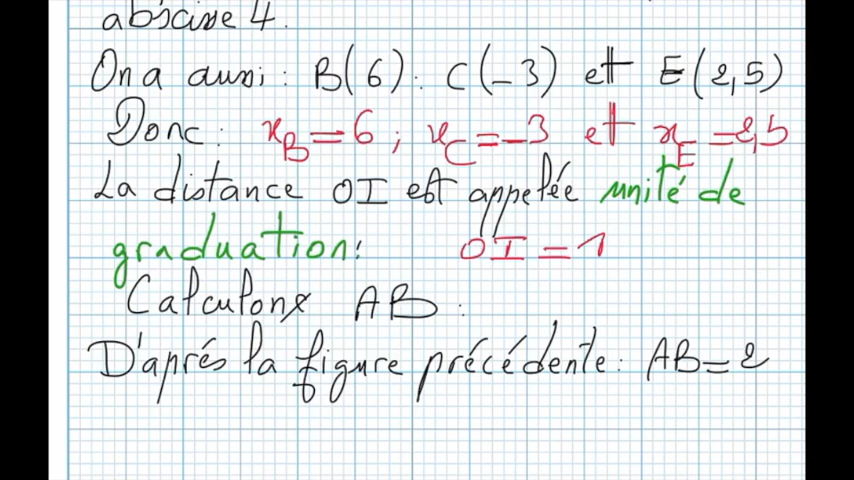 abscisse 4.
On a aussi : B(6) . C(-3) et E(2,5)
Donc : xB = 6 ; xC = -3 et xE = 2,5
La distance OI est appelée unité de
graduation : OI = 1
Calculons AB :
D'aprés la figure précédente : AB = 2